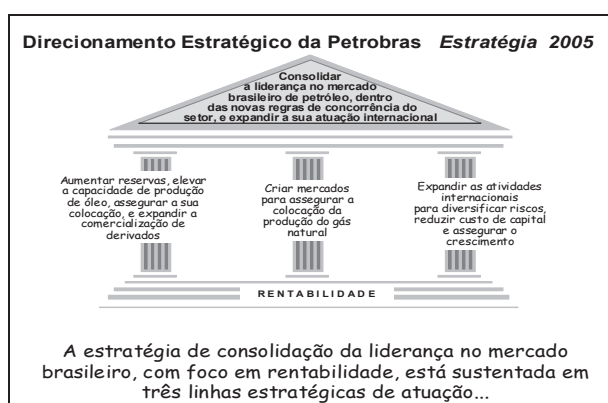 Direcionamento Estratégico da Petrobras Estratégia 2005
Consolidar
a liderança no mercado
brasileiro de petróleo, dentro
das novas regras de concorrência do
setor, e expandir a sua atuação internacional
Aumentar reservas, elevar
a capacidade de produção
de óleo, assegurar a sua
colocação, e expandir a
comercialização de
derivados
Criar mercados
para assegurar a
colocação da
produção do gás
natural
Expandir as atividades
internacionais
para diversificar riscos,
reduzir custo de capital
e assegurar o
crescimento
RENTABILIDADE
A estratégia de consolidação da liderança no mercado
brasileiro, com foco em rentabilidade, está sustentada em
três linhas estratégicas de atuação...